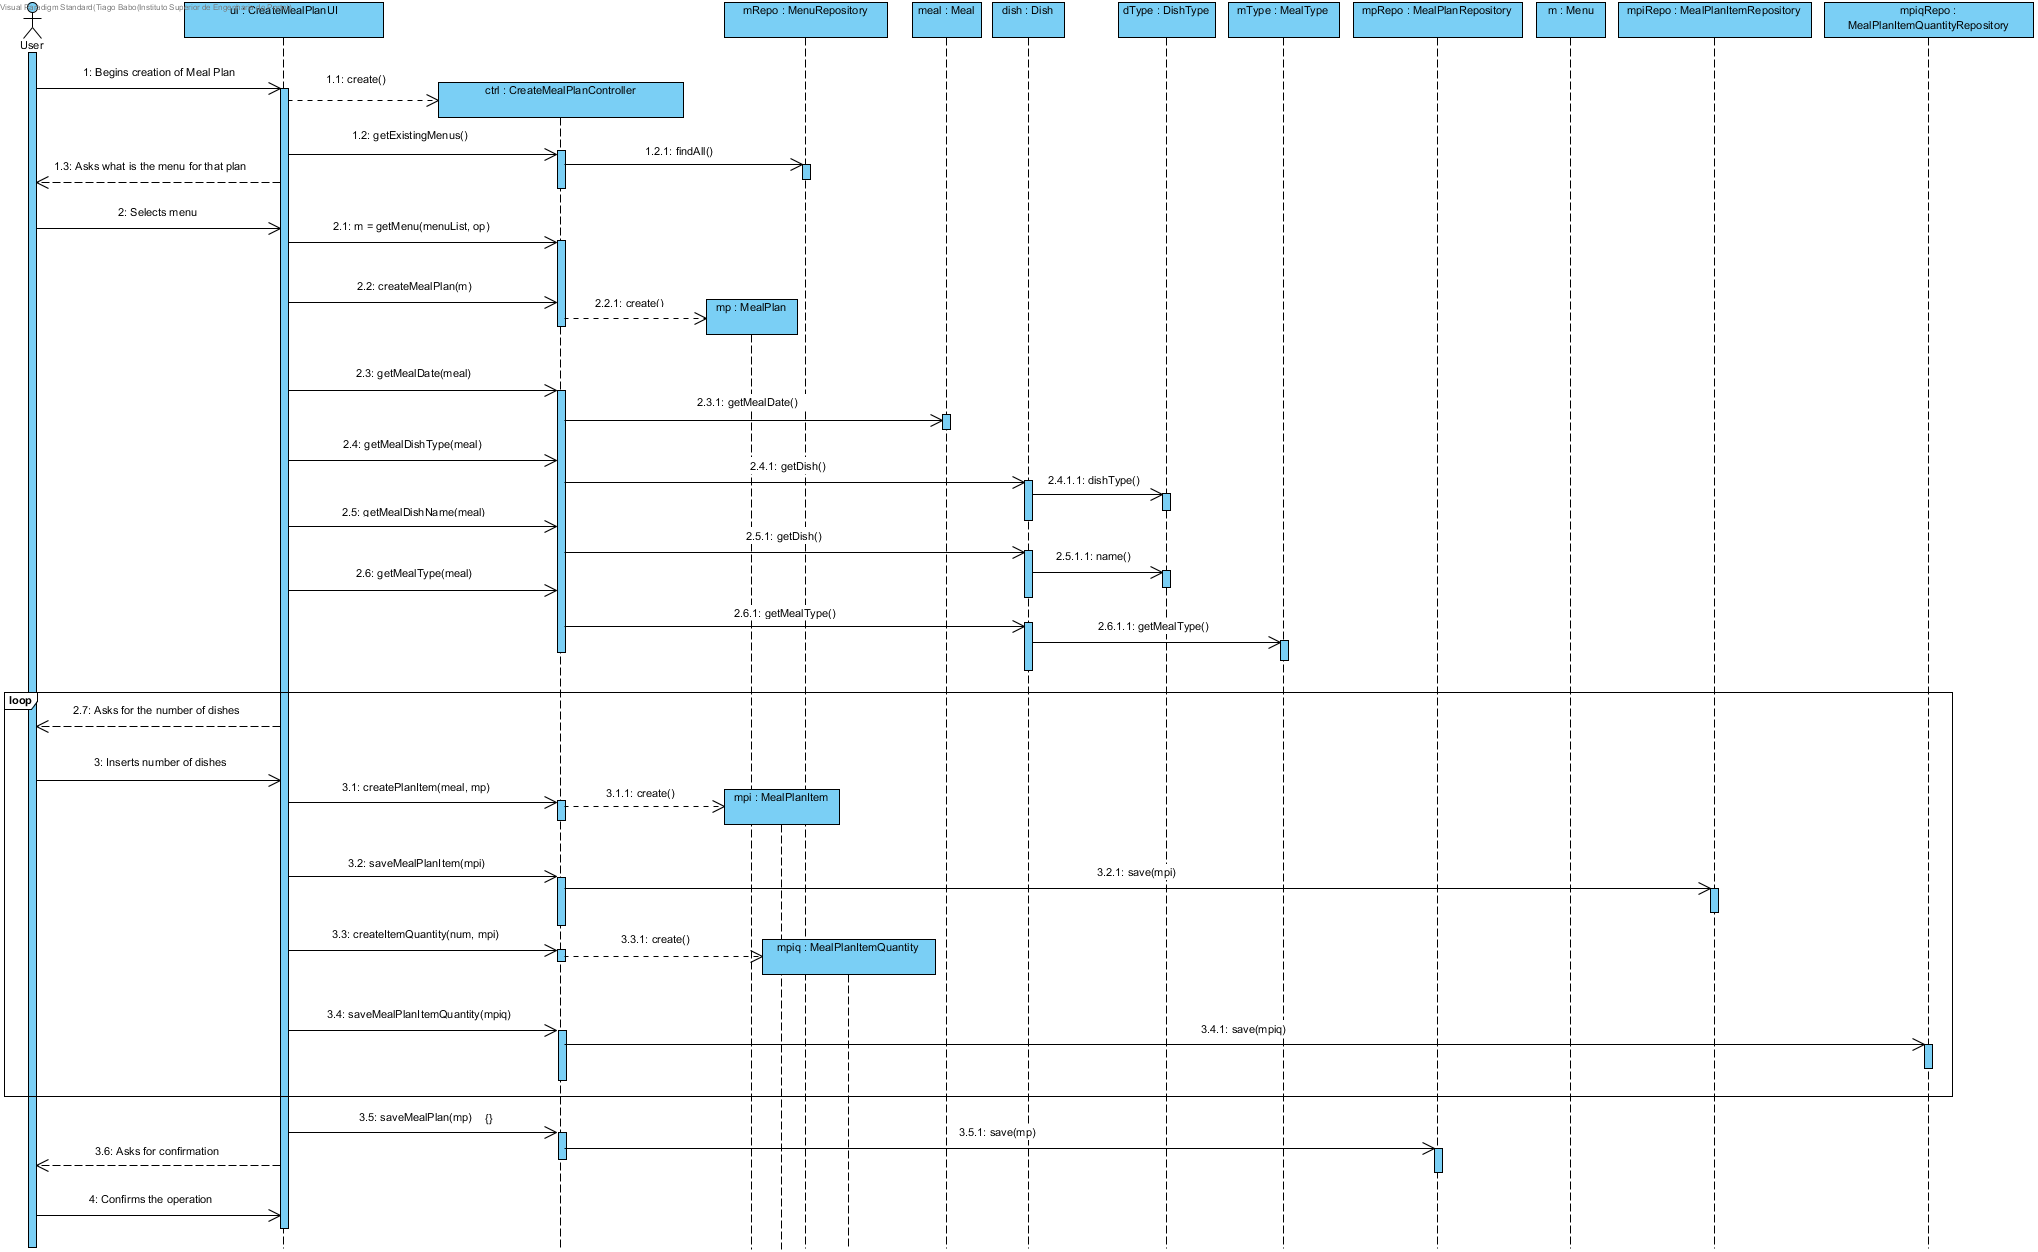 Visual Paradigm Standard(Tiago Babo(Instituto Superior de Engenharia do
ui : CreateMealPlanUI
mRepo : MenuRepository
meal : Meal
dish : Dish
dType : DishType
mType : MealType
mpRepo : MealPlanRepository
m : Menu
mpiRepo : MealPlanItemRepository
mpiqRepo :
MealPlanItemQuantityRepository
User
1: Begins creation of Meal Plan
1.1: create()
ctrl : CreateMealPlanController
1.2: getExistingMenus()
1.2.1: findAll()
1.3: Asks what is the menu for that plan
2: Selects menu
2.1: m = getMenu(menuList, op)
2.2: createMealPlan(m)
2.2.1: create()
mp : MealPlan
2.3: getMealDate(meal)
2.3.1: getMealDate()
2.4: getMealDishType(meal)
2.4.1: getDish()
2.4.1.1: dishType()
2.5: getMealDishName(meal)
2.5.1: getDish()
2.5.1.1: name()
2.6: getMealType(meal)
2.6.1: getMealType()
2.6.1.1: getMealType()
loop
2.7: Asks for the number of dishes
3: Inserts number of dishes
3.1: createPlanItem(meal, mp)
3.1.1: create()
mpi : MealPlanItem
3.2: saveMealPlanItem(mpi)
3.2.1: save(mpi)
3.3: createItemQuantity(num, mpi)
3.3.1: create()
mpiq : MealPlanItemQuantity
3.4: saveMealPlanItemQuantity(mpiq)
3.4.1: save(mpiq)
3.5: saveMealPlan(mp) {}
3.5.1: save(mp)
3.6: Asks for confirmation
4: Confirms the operation